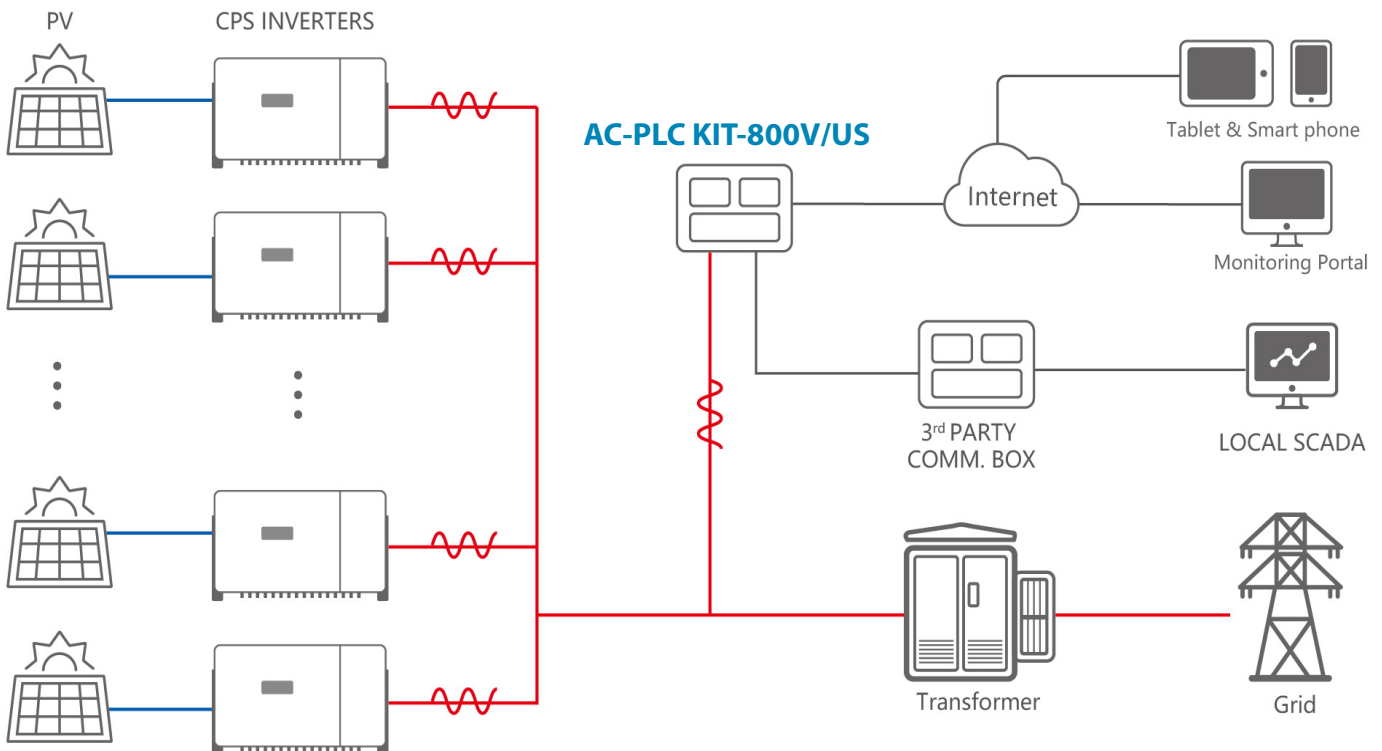 PV
CPS INVERTERS
AC-PLC KIT-800V/US
Internet
Tablet & Smart phone
Monitoring Portal
3rd PARTY
COMM. BOX
LOCAL SCADA
Transformer
Grid